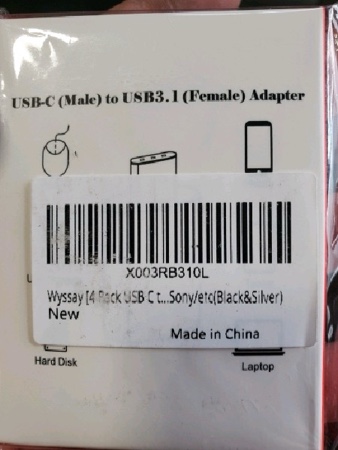 USB-C (Male) to USB3.1 (Female) Adapter
X003RB310L
Wyssay [4 Pack USB C t...Sony/etc(Black&Silver)
New
Made in China
Hard Disk
Laptop